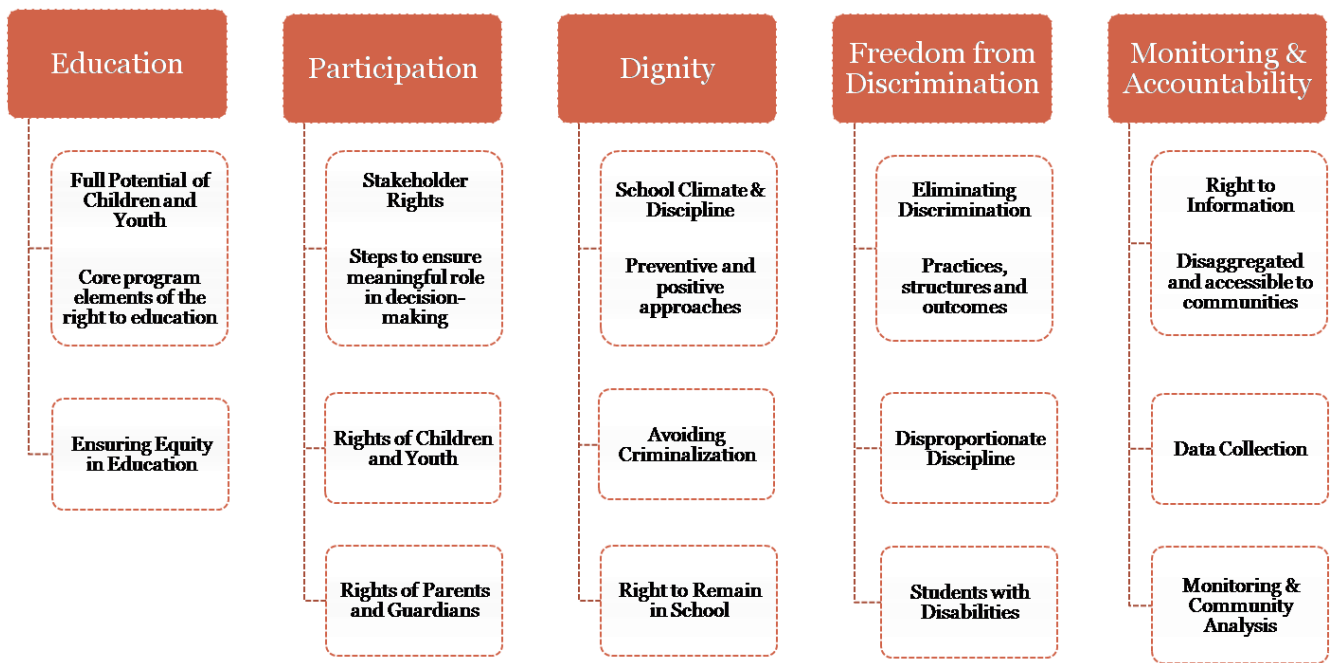 Education
Full Potential of
Children and
Youth
Core program
elements of the
right to education
Ensuring Equity
in Education
Participation
Stakeholder
Rights
Steps to ensure
meaningful role
in decision-
making
Rights of Children
and Youth
Rights of Parents
and Guardians
Dignity
School Climate &
Discipline
Preventive and
positive
approaches
Avoiding
Criminalization
Right to Remain
in School
Freedom from
Discrimination
Eliminating
Discrimination
Practices,
structures and
outcomes
Disproportionate
Discipline
Students with
Disabilities
Monitoring &
Accountability
Right to
Information
Disaggregated
and accessible to
communities
Data Collection
Monitoring &
Community
Analysis